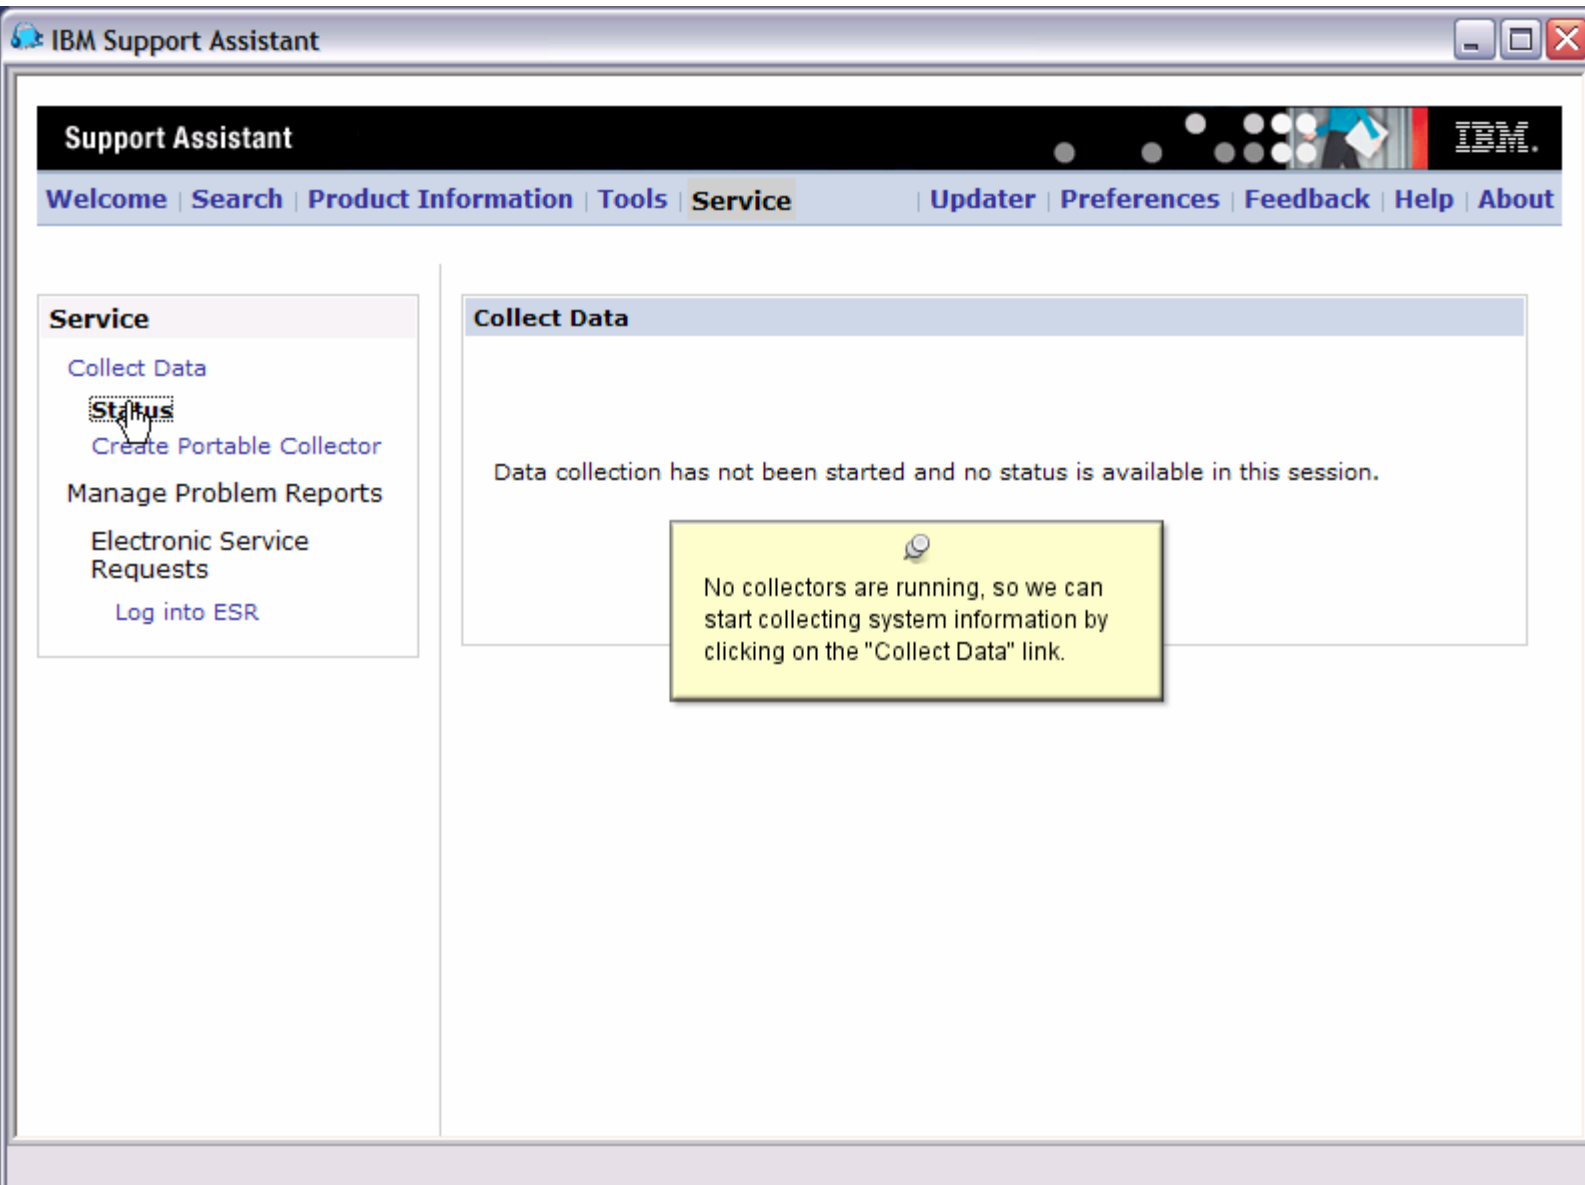 IBM Support Assistant
Support Assistant
IBM.
Welcome | Search | Product Information | Tools | Service | Updater | Preferences | Feedback | Help | About
Service
Collect Data
Status
Create Portable Collector
Manage Problem Reports
Electronic Service
Requests
Log into ESR
Collect Data
Data collection has not been started and no status is available in this session.
No collectors are running, so we can
start collecting system information by
clicking on the "Collect Data" link.